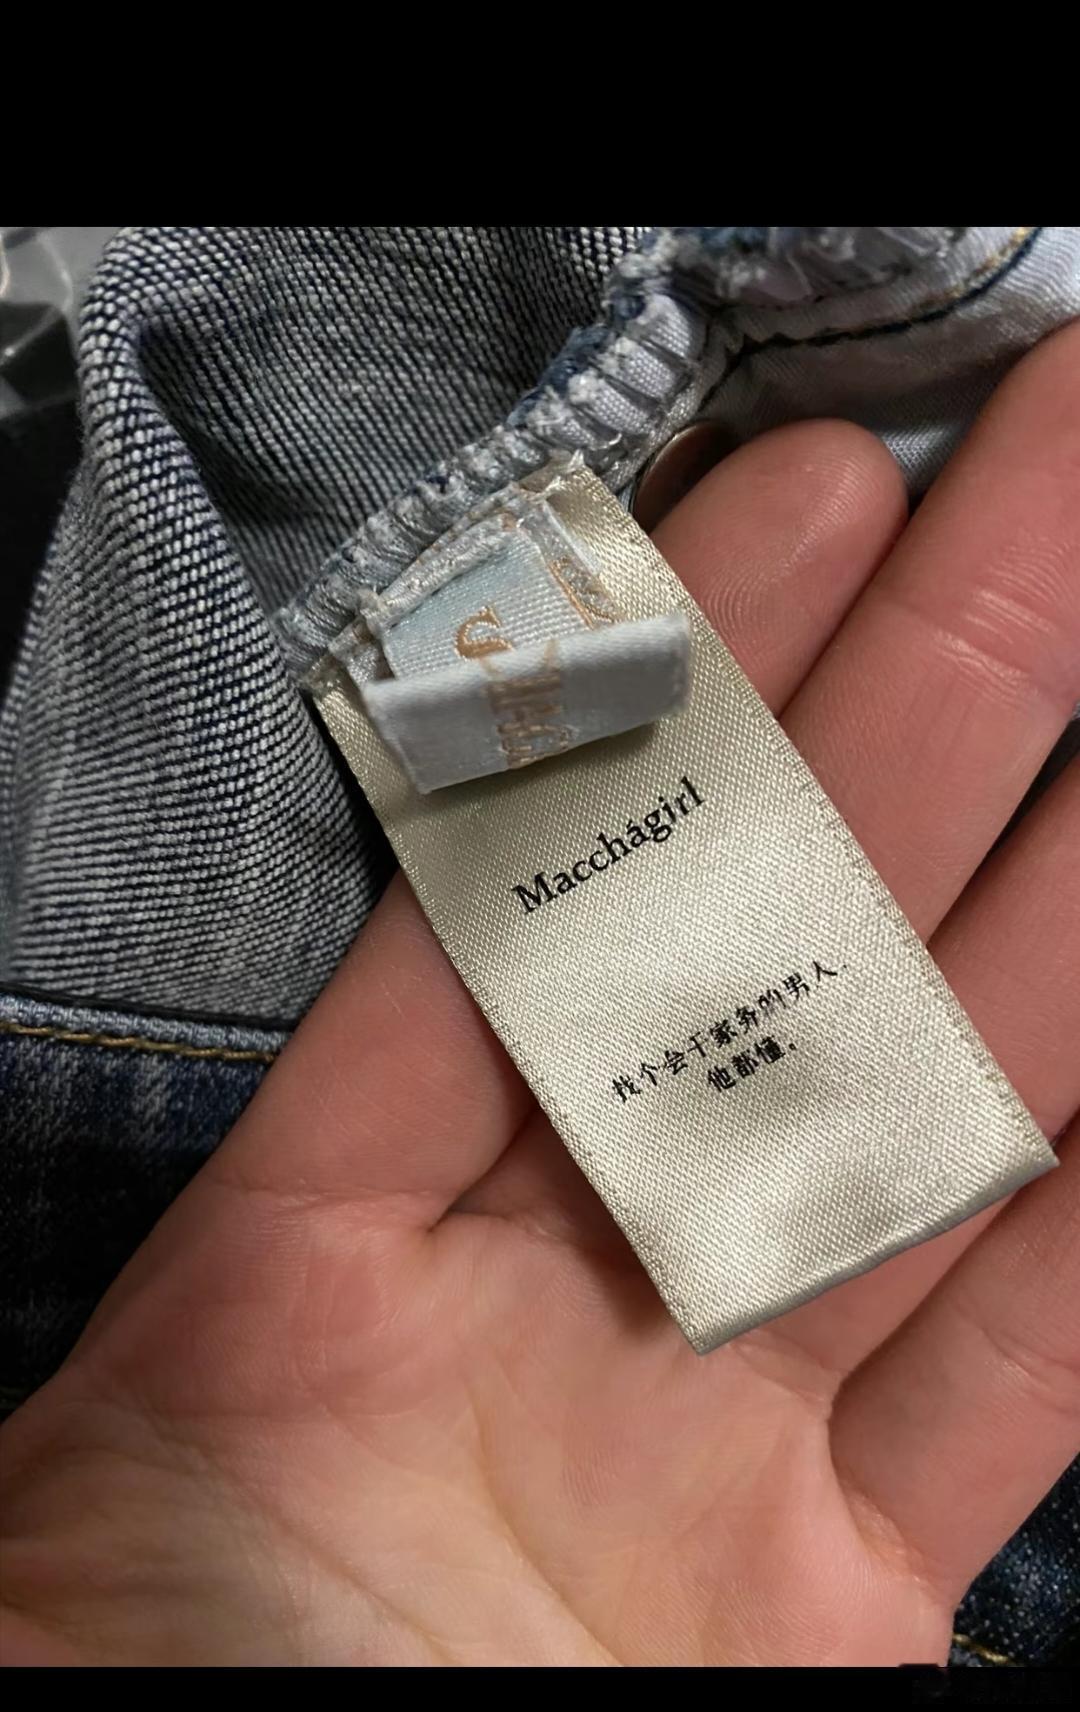 S
Macchágirl
找个会干家务的男人.
他都懂.